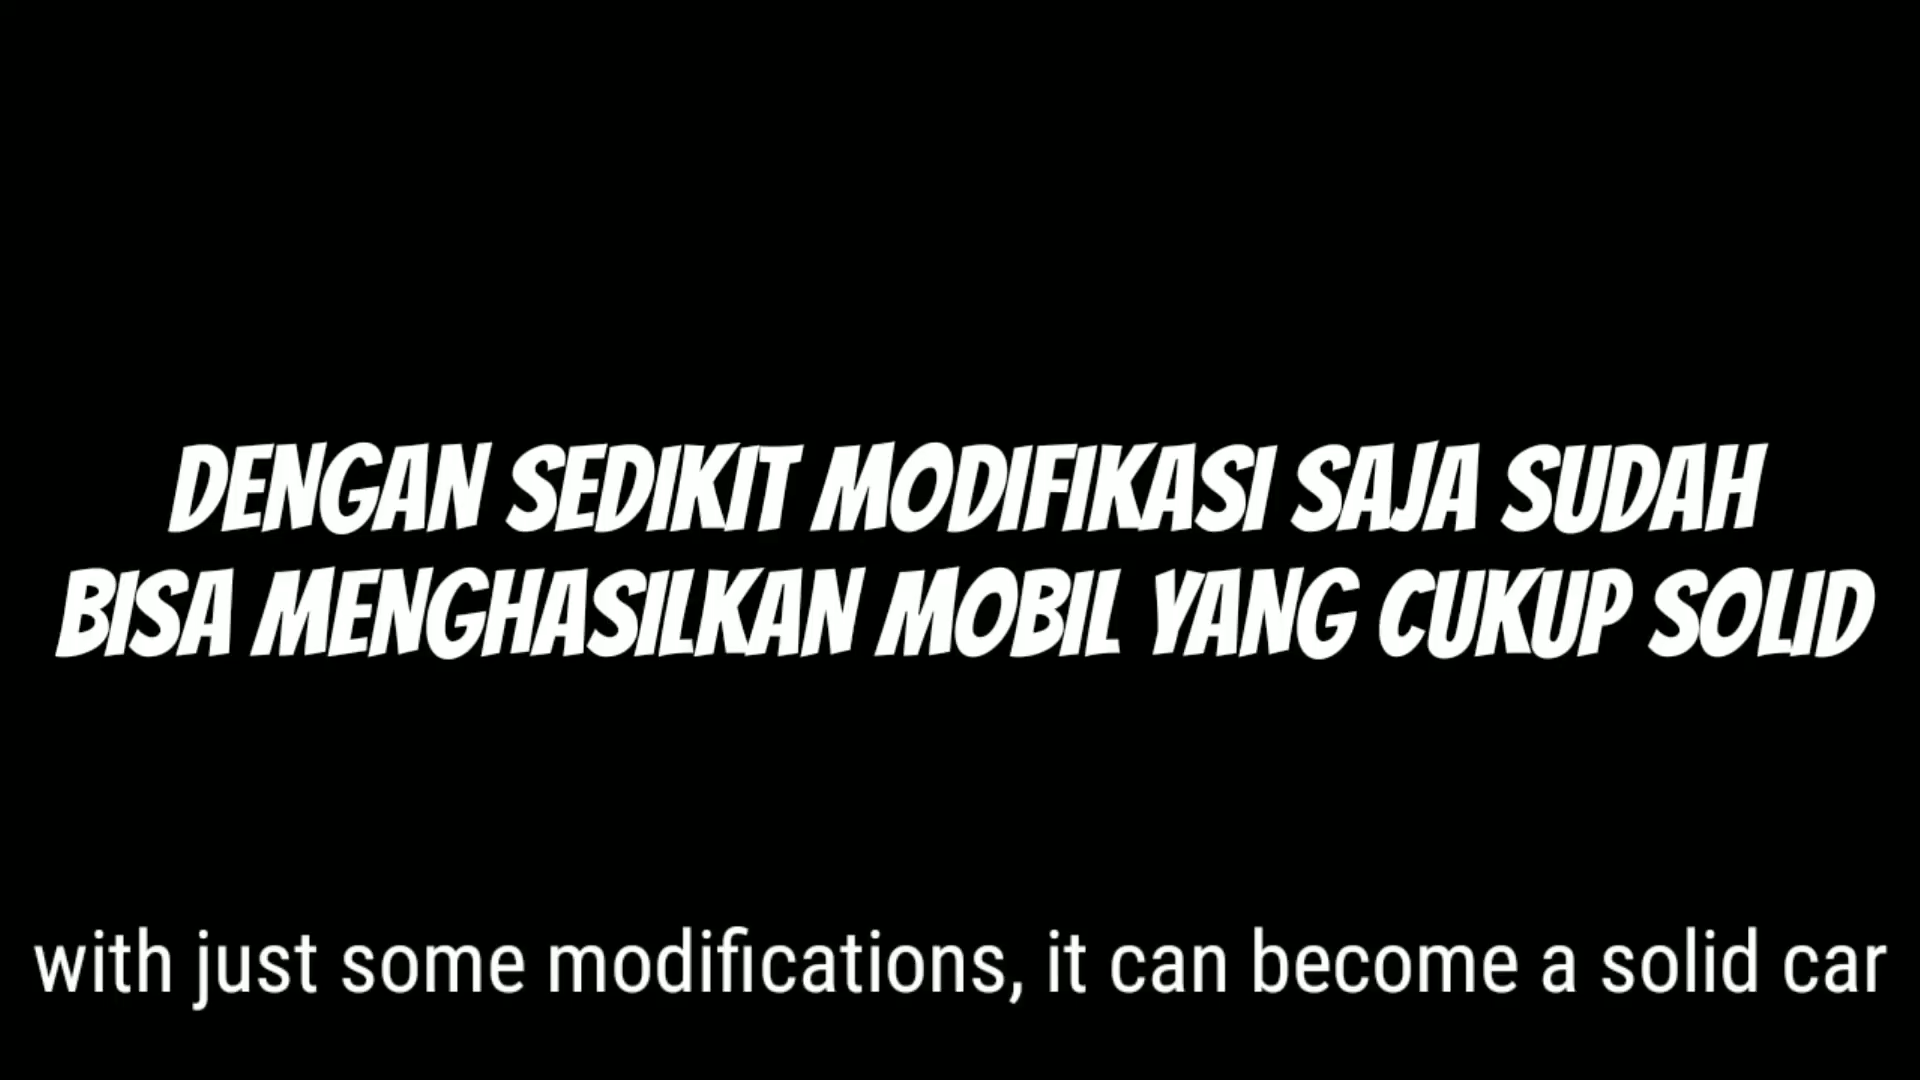 DENGAN SEDIKIT MODIFIKASI SAJA SUDAH
BISA MENGHASILKAN MOBIL YANG CUKUP SOLID
with just some modifications, it can become a solid car